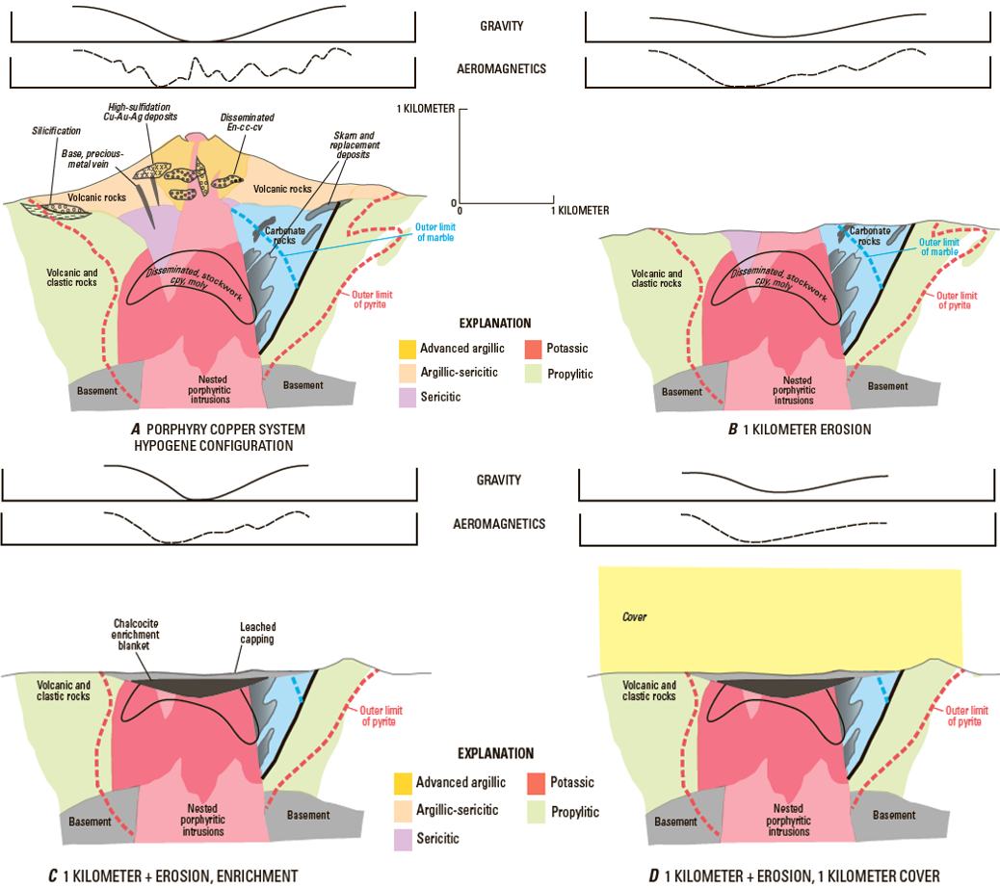 GRAVITY
AEROMAGNETICS
High-sulfidation
Cu-Au-Ag deposits
Disseminated
En-cc-cv
Silicification
Base, precious-
metal vein
Skarn and
replacement
deposits
Volcanic rocks
Volcanic rocks
Carbonate
rocks
Outer limit
of marble
Volcanic and
clastic rocks
Disseminated, stockwork
cpy, moly
Outer limit
of pyrite
Basement
Nested
porphyritic
intrusions
Basement
A PORPHYRY COPPER SYSTEM
HYPOGENE CONFIGURATION
1 KILOMETER
0
0
1 KILOMETER
EXPLANATION
Advanced argillic
Argillic-sericitic
Sericitic
Potassic
Propylitic
Carbonate
rocks
Outer limit
of marble
Volcanic and
clastic rocks
Disseminated, stockwork
cpy, moly
Outer limit
of pyrite
Basement
Nested
porphyritic
intrusions
Basement
B 1 KILOMETER EROSION
GRAVITY
AEROMAGNETICS
Chalcocite
enrichment
blanket
Leached
capping
Volcanic and
clastic rocks
Outer limit
of pyrite
Basement
Nested
porphyritic
intrusions
Basement
C 1 KILOMETER + EROSION, ENRICHMENT
EXPLANATION
Advanced argillic
Argillic-sericitic
Sericitic
Potassic
Propylitic
Cover
Volcanic and
clastic rocks
Outer limit
of pyrite
Basement
Nested
porphyritic
intrusions
Basement
D 1 KILOMETER + EROSION, 1 KILOMETER COVER